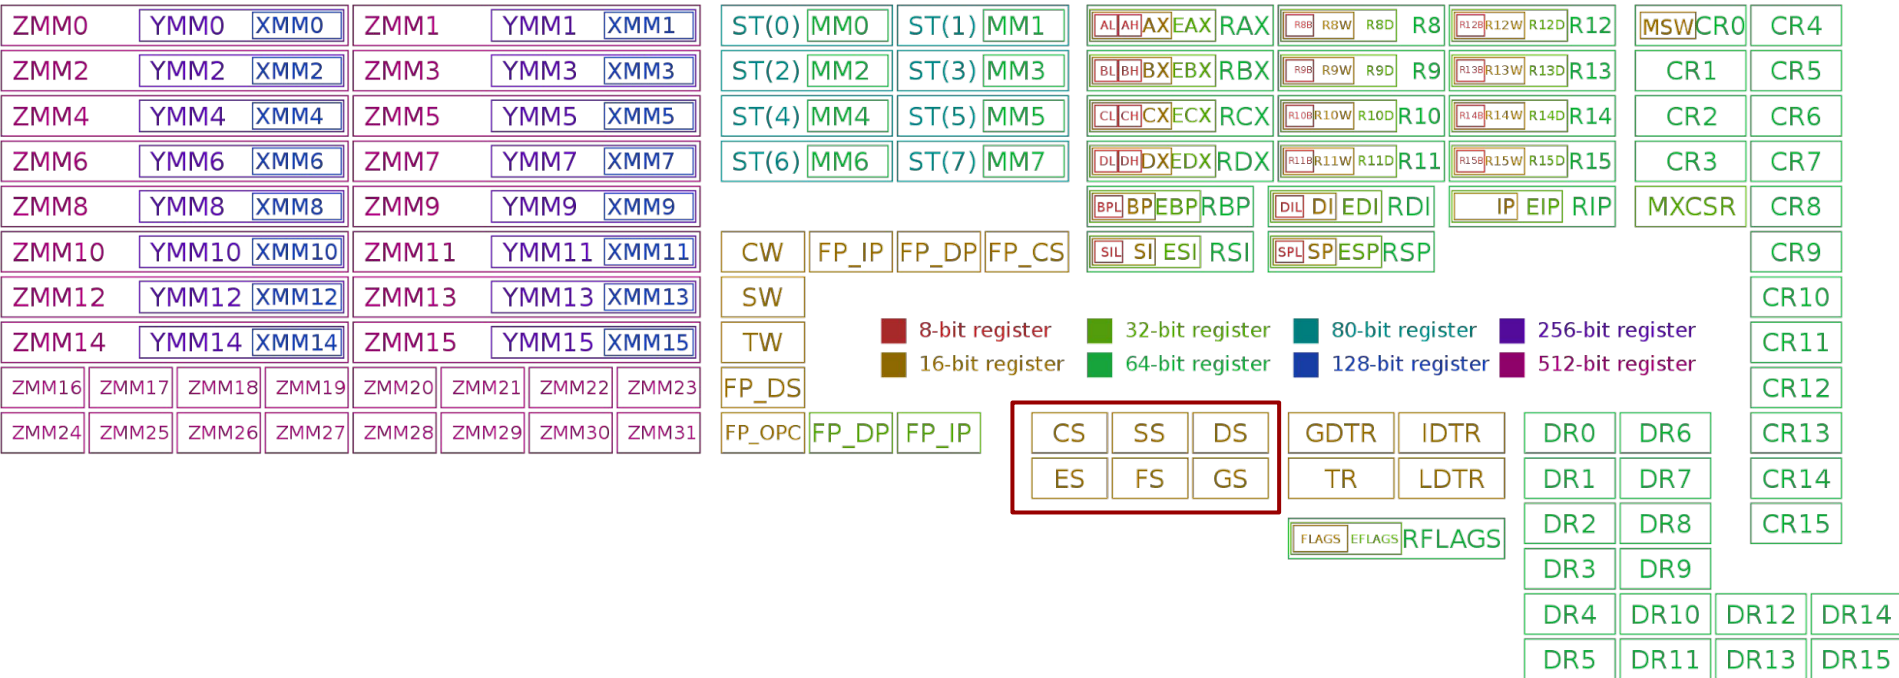 ZMM0 YMM0 XMM0 ZMM1 YMM1 XMM1 ST(0) MM0 ST(1) MM1 AL AH AX EAX RAX R8B R8W R8D R8 R12B R12W R12D R12 MSW CR0 CR4
ZMM2 YMM2 XMM2 ZMM3 YMM3 XMM3 ST(2) MM2 ST(3) MM3 BL BH BX EBX RBX R9B R9W R9D R9 R13B R13W R13D R13 CR1 CR5
ZMM4 YMM4 XMM4 ZMM5 YMM5 XMM5 ST(4) MM4 ST(5) MM5 CL CH CX ECX RCX R10B R10W R10D R10 R14B R14W R14D R14 CR2 CR6
ZMM6 YMM6 XMM6 ZMM7 YMM7 XMM7 ST(6) MM6 ST(7) MM7 DL DH DX EDX RDX R11B R11W R11D R11 R15B R15W R15D R15 CR3 CR7
ZMM8 YMM8 XMM8 ZMM9 YMM9 XMM9 BPL BP EBP RBP DIL DI EDI RDI IP EIP RIP MXCSR CR8
ZMM10 YMM10 XMM10 ZMM11 YMM11 XMM11 CW FP_IP FP_DP FP_CS SIL SI ESI RSI SPL SP ESP RSP CR9
ZMM12 YMM12 XMM12 ZMM13 YMM13 XMM13 SW CR10
ZMM14 YMM14 XMM14 ZMM15 YMM15 XMM15 TW 8-bit register 32-bit register 80-bit register 256-bit register CR11
16-bit register 64-bit register 128-bit register 512-bit register
ZMM16 ZMM17 ZMM18 ZMM19 ZMM20 ZMM21 ZMM22 ZMM23 FP_DS CR12
ZMM24 ZMM25 ZMM26 ZMM27 ZMM28 ZMM29 ZMM30 ZMM31 FP_OPC FP_DP FP_IP CS SS DS GDTR IDTR DR0 DR6 CR13
ES FS GS TR LDTR DR1 DR7 CR14
DR2 DR8 CR15
FLAGS EFLAGS RFLAGS
DR3 DR9
DR4 DR10 DR12 DR14
DR5 DR11 DR13 DR15